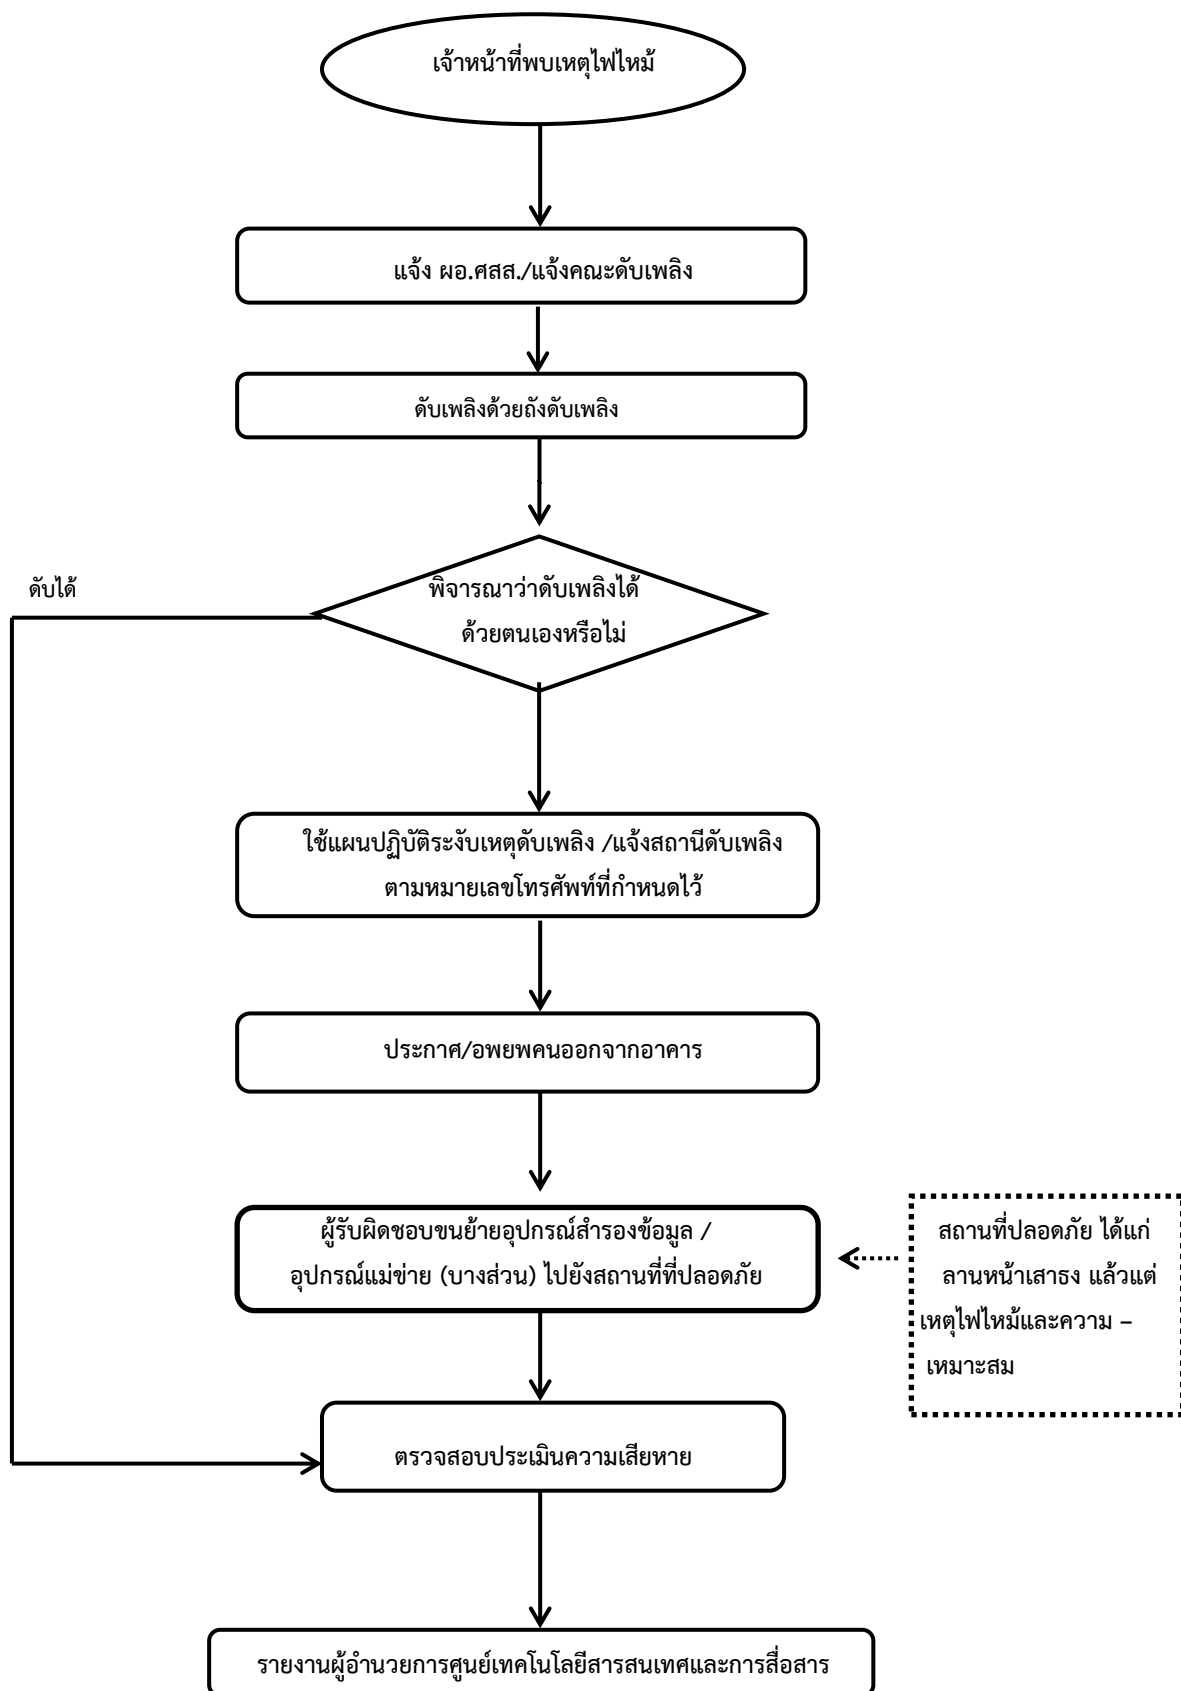 เจ้าหน้าที่พบเหตุไฟไหม้
แจ้ง ผอ.ศสส./แจ้งคณะดับเพลิง
ดับเพลิงด้วยถังดับเพลิง
ดับได้
พิจารณาว่าดับเพลิงได้
ด้วยตนเองหรือไม่
ใช้แผนปฏิบัติระงับเหตุดับเพลิง /แจ้งสถานีดับเพลิง
ตามหมายเลขโทรศัพท์ที่กำหนดไว้
ประกาศ/อพยพคนออกจากอาคาร
ผู้รับผิดชอบขนย้ายอุปกรณ์สำรองข้อมูล /
อุปกรณ์แม่ข่าย (บางส่วน) ไปยังสถานที่ที่ปลอดภัย
สถานที่ปลอดภัย ได้แก่
ลานหน้าเสาธง แล้วแต่
เหตุไฟไหม้และความ –
เหมาะสม
ตรวจสอบประเมินความเสียหาย
รายงานผู้อำนวยการศูนย์เทคโนโลยีสารสนเทศและการสื่อสาร